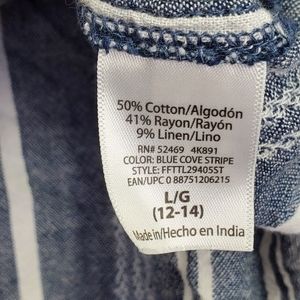 50% Cotton/Algodón
41% Rayon/Rayón
9% Linen/Lino
RN# 52469 4K891
COLOR: BLUE COVE STRIPE
STYLE: FFTTL29405ST
EAN/UPC 0 88751206215
L/G
(12-14)
Made in/Hecho en India